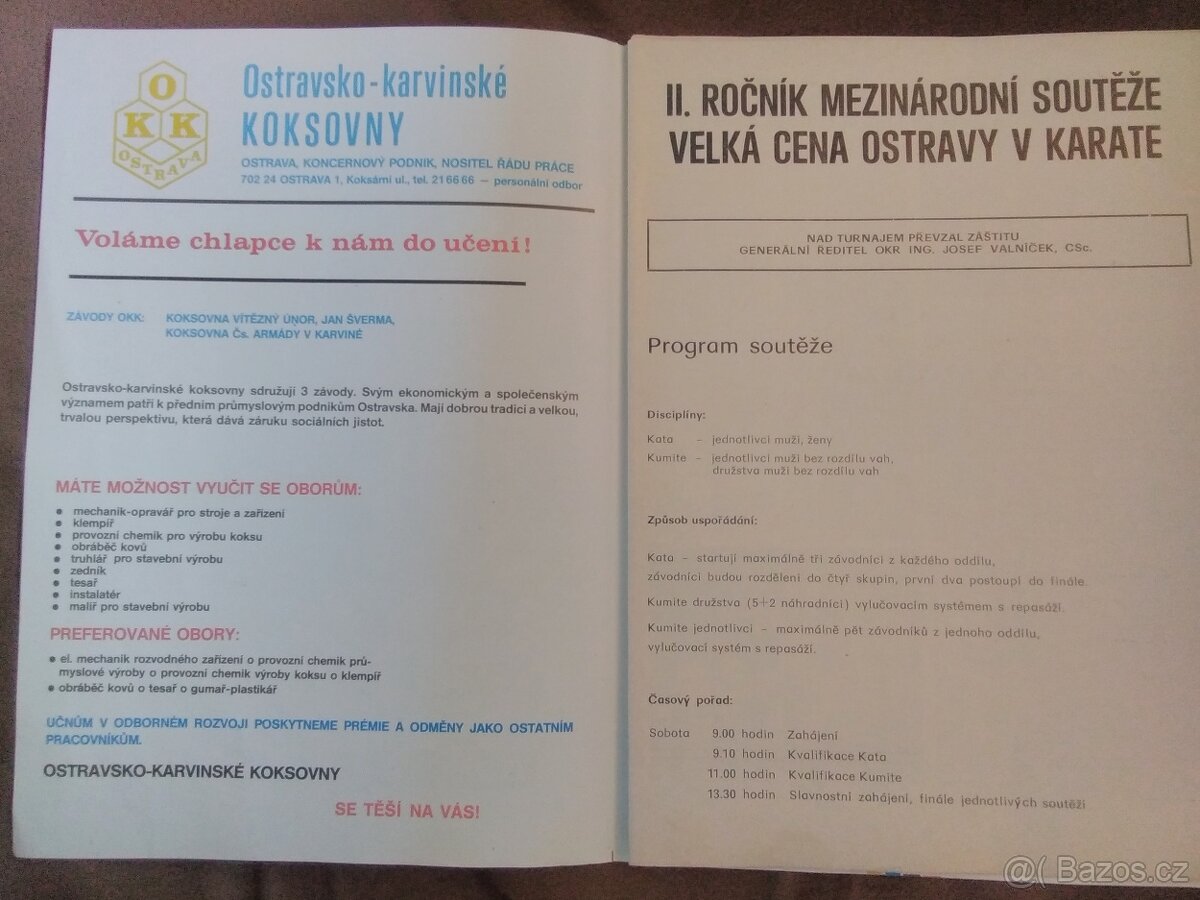 O
K K
OSTRAVA
Ostravsko-karvinské
KOKSOVNY
OSTRAVA, KONCERNOVÝ PODNIK, NOSITEL ŘÁDU PRÁCE
702 24 OSTRAVA 1, Koksární ul., tel. 21 66 66 — personální odbor
Voláme chlapce k nám do učení!
ZÁVODY OKK: KOKSOVNA VÍTĚZNÝ ÚNOR, JAN ŠVERMA,
KOKSOVNA Čs. ARMÁDY V KARVINÉ
Ostravsko-karvinské koksovny sdružují 3 závody. Svým ekonomickým a společenským
významem patří k předním průmyslovým podnikům Ostravska. Mají dobrou tradici a velkou,
trvalou perspektivu, která dává záruku sociálních jistot.
MÁTE MOŽNOST VYUČIT SE OBORŮM:
● mechanik-opravář pro stroje a zařízení
● klempíř
● provozní chemik pro výrobu koksu
● obráběč kovů
● truhlář pro stavební výrobu
● zedník
● tesař
● instalatér
● malíř pro stavební výrobu
PREFEROVANÉ OBORY:
● el. mechanik rozvodného zařízení o provozní chemik prů-
myslové výroby o provozní chemik výroby koksu o klempíř
● obráběč kovů o tesař o gumař-plastikář
UČNŮM V ODBORNÉM ROZVOJI POSKYTNEME PRÉMIE A ODMĚNY JAKO OSTATNÍM
PRACOVNÍKŮM.
OSTRAVSKO-KARVINSKÉ KOKSOVNY
SE TĚŠÍ NA VÁS!
II. ROČNÍK MEZINÁRODNÍ SOUTĚŽE
VELKÁ CENA OSTRAVY V KARATE
NAD TURNAJEM PŘEVZAL ZÁŠTITU
GENERÁLNÍ ŘEDITEL OKR ING. JOSEF VALNÍČEK, CSc.
Program soutěže
Disciplíny:
Kata – jednotlivci muži, ženy
Kumite – jednotlivci muži bez rozdílu vah,
družstva muži bez rozdílu vah
Způsob uspořádání:
Kata – startují maximálně tři závodníci z každého oddílu,
závodníci budou rozděleni do čtyř skupin, první dva postoupí do finále.
Kumite družstva (5+2 náhradníci) vylučovacím systémem s repasáží.
Kumite jednotlivci – maximálně pět závodníků z jednoho oddílu,
vylučovací systém s repasáží.
Časový pořad:
Sobota 9.00 hodin Zahájení
9.10 hodin Kvalifikace Kata
11.00 hodin Kvalifikace Kumite
13.30 hodin Slavnostní zahájení, finále jednotlivých soutěží
@( Bazos.cz